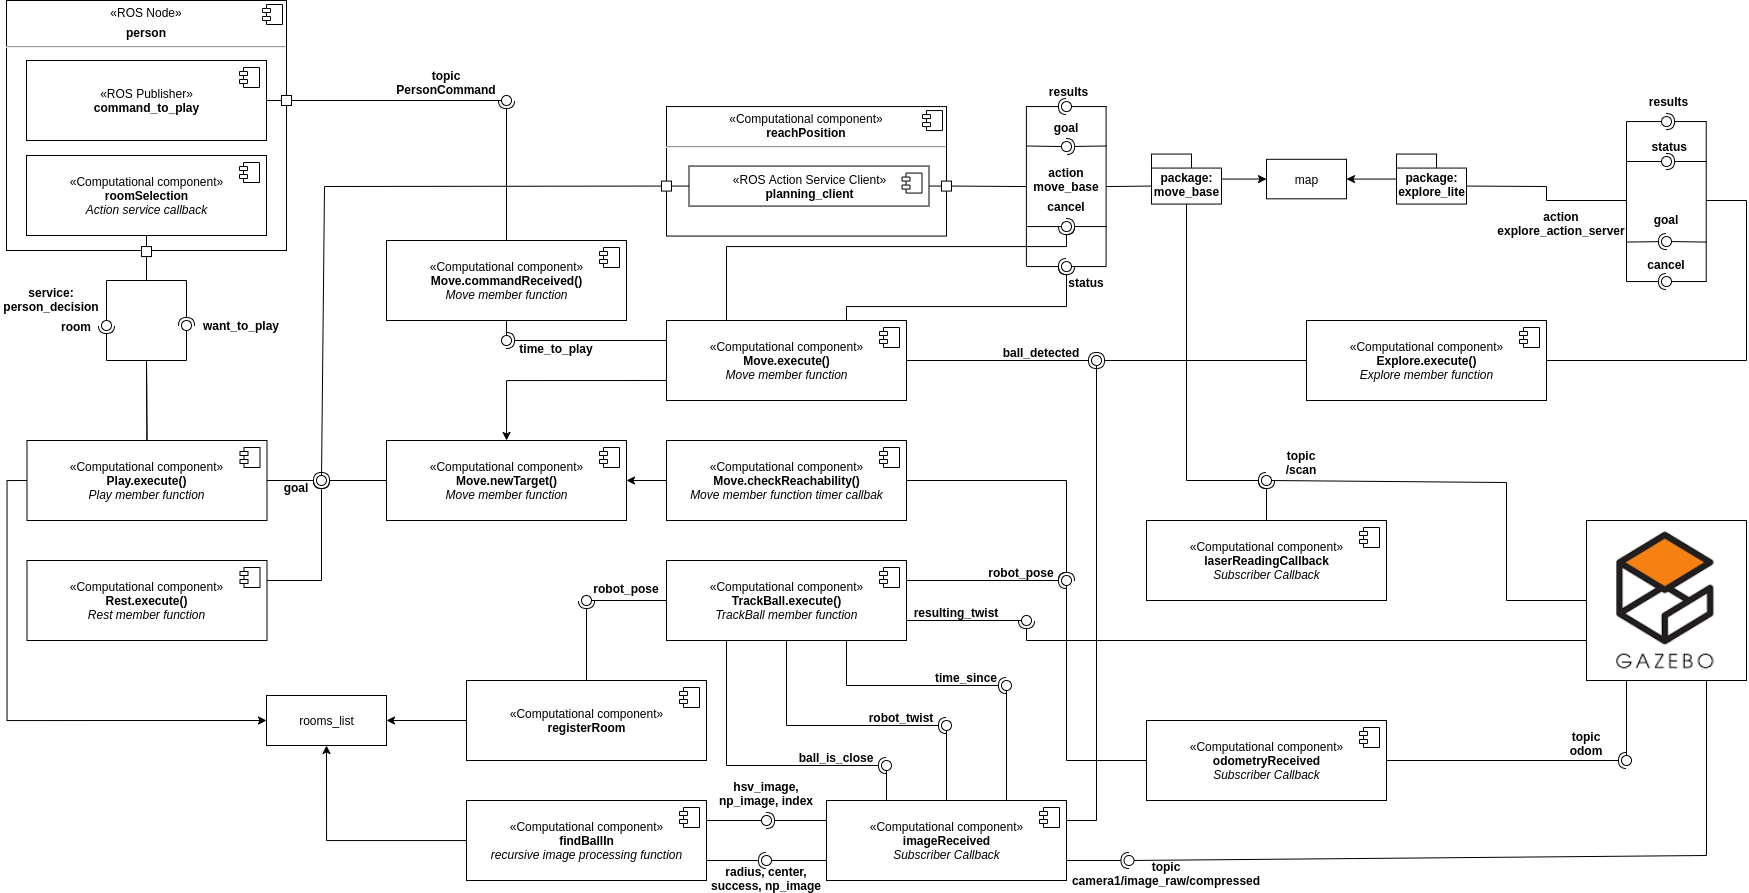 «ROS Node»
person
«ROS Publisher»
command_to_play
«Computational component»
roomSelection
Action service callback
service:
person_decision
room
want_to_play
topic
PersonCommand
«Computational component»
reachPosition
«ROS Action Service Client»
planning_client
results
goal
action
move_base
cancel
status
package:
move_base
map
package:
explore_lite
results
status
action
explore_action_server
goal
cancel
«Computational component»
Move.commandReceived()
Move member function
time_to_play
«Computational component»
Move.execute()
Move member function
ball_detected
«Computational component»
Explore.execute()
Explore member function
«Computational component»
Play.execute()
Play member function
goal
«Computational component»
Move.newTarget()
Move member function
«Computational component»
Move.checkReachability()
Move member function timer callbak
topic
/scan
«Computational component»
laserReadingCallback
Subscriber Callback
GAZEBO
«Computational component»
Rest.execute()
Rest member function
robot_pose
«Computational component»
TrackBall.execute()
TrackBall member function
robot_pose
resulting_twist
time_since
robot_twist
ball_is_close
rooms_list
«Computational component»
registerRoom
«Computational component»
odometryReceived
Subscriber Callback
topic
odom
«Computational component»
findBallIn
recursive image processing function
hsv_image,
np_image, index
radius, center,
success, np_image
«Computational component»
imageReceived
Subscriber Callback
topic
camera1/image_raw/compressed